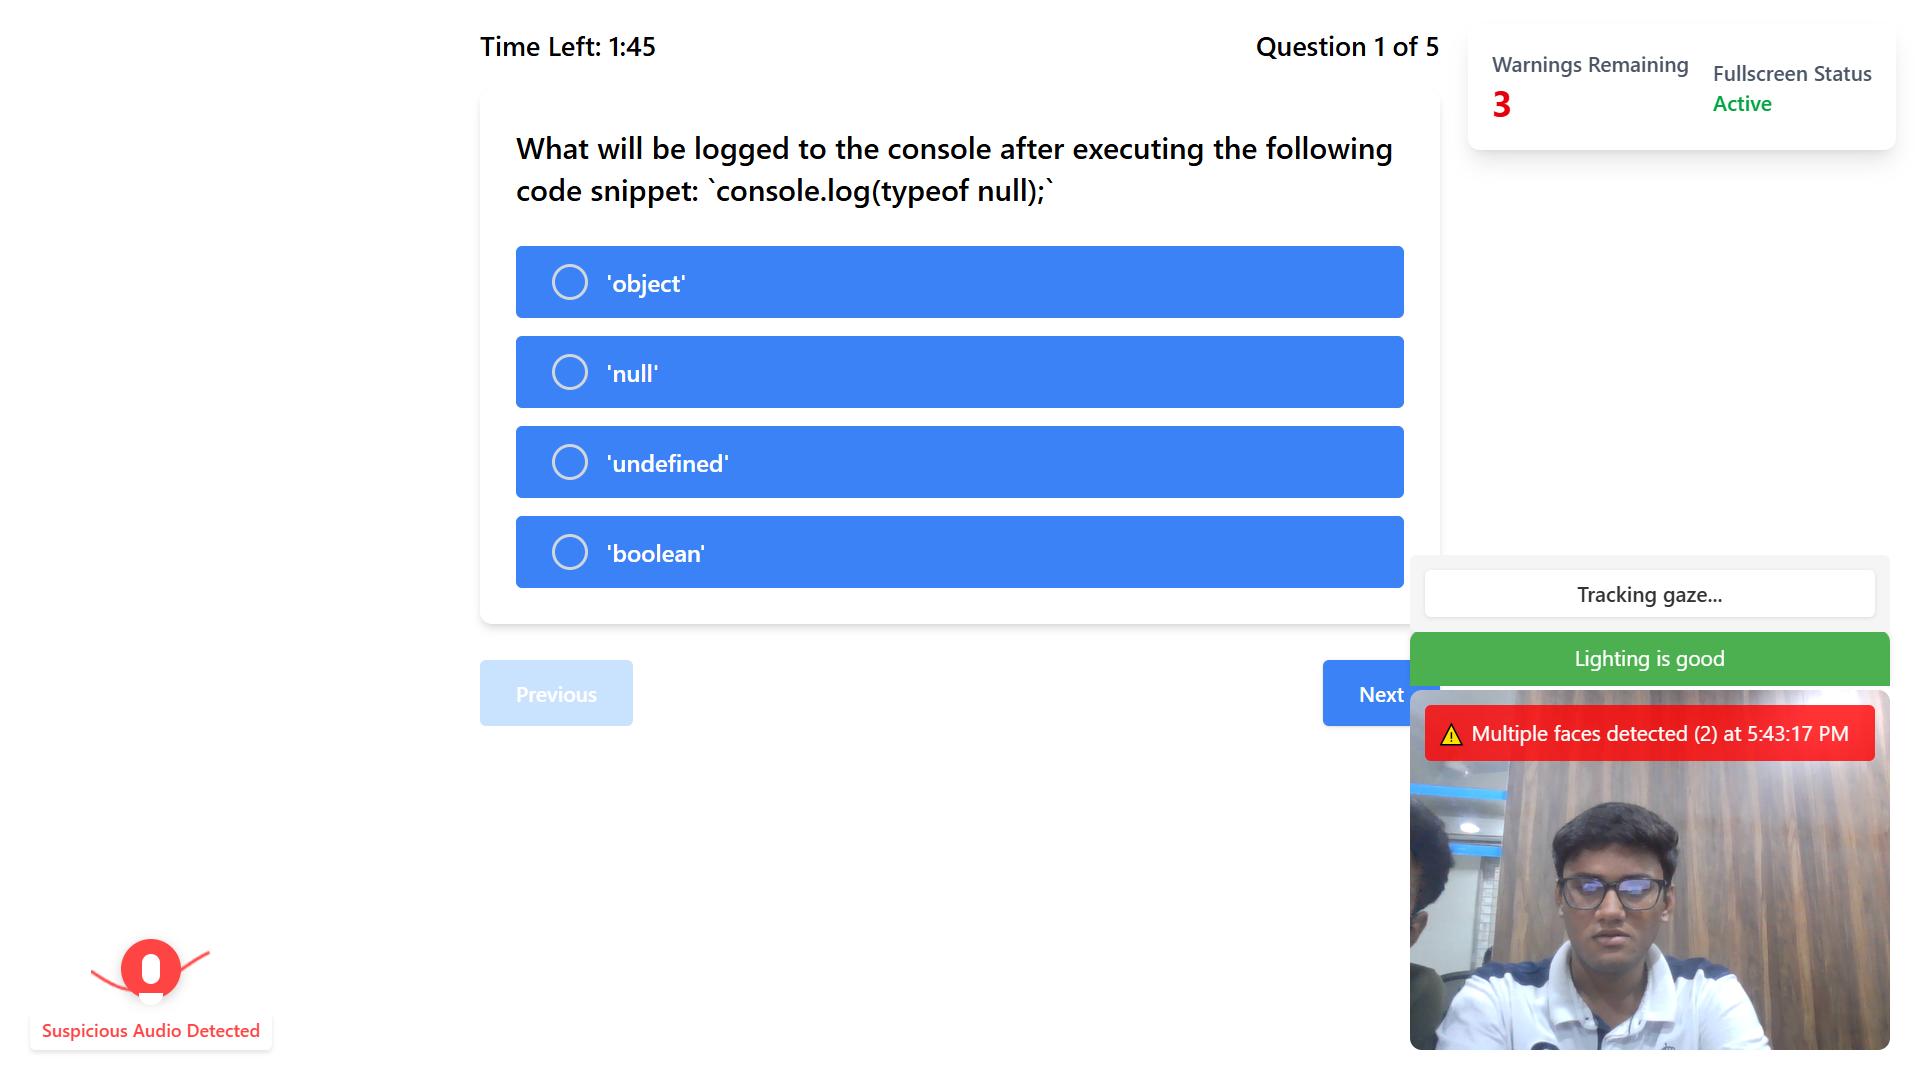 Time Left: 1:45
Question 1 of 5
Warnings Remaining
3
Fullscreen Status
Active
What will be logged to the console after executing the following
code snippet: `console.log(typeof null);`
'object'
'null'
'undefined'
'boolean'
Previous
Next
Tracking gaze...
Lighting is good
⚠ Multiple faces detected (2) at 5:43:17 PM
Suspicious Audio Detected